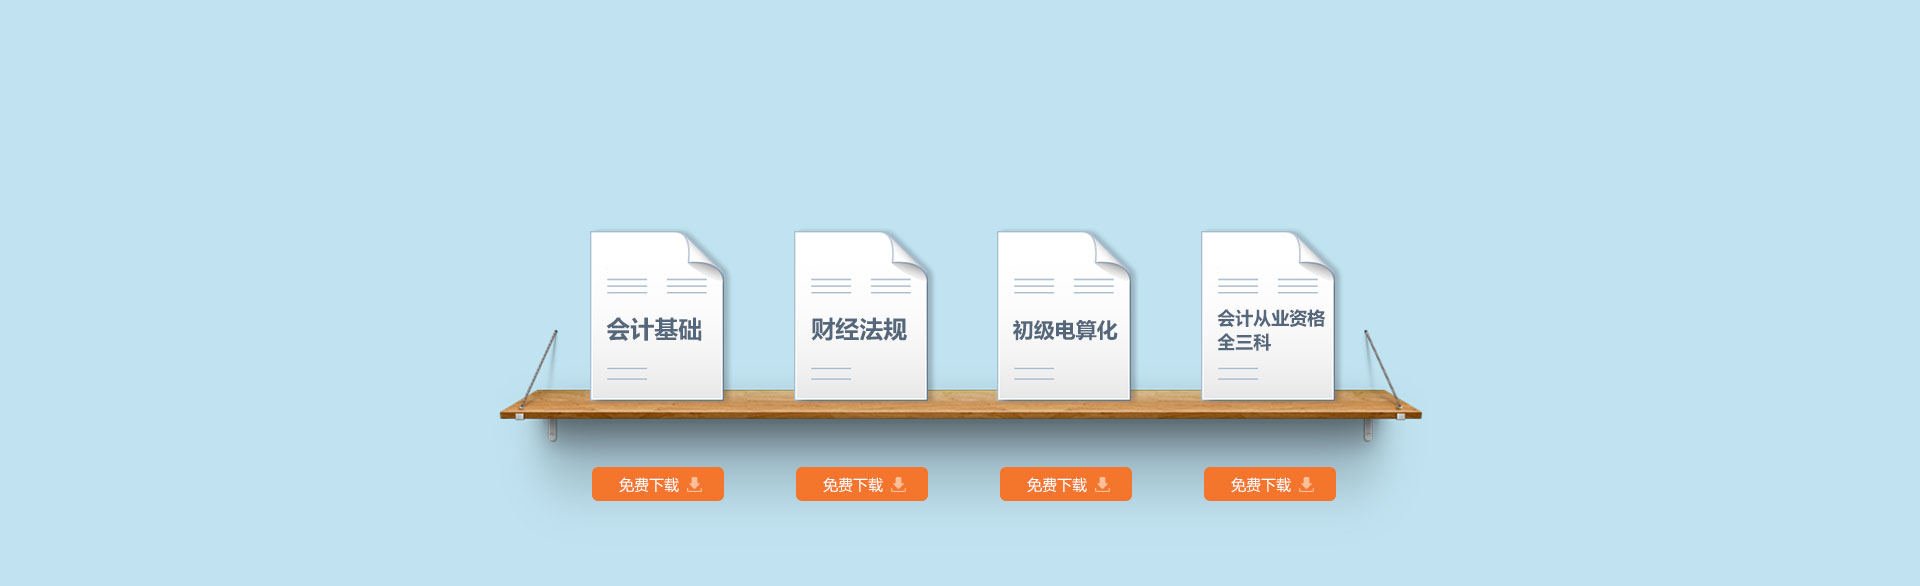 会计基础
财经法规
初级电算化
会计从业资格
全三科
免费下载
免费下载
免费下载
免费下载